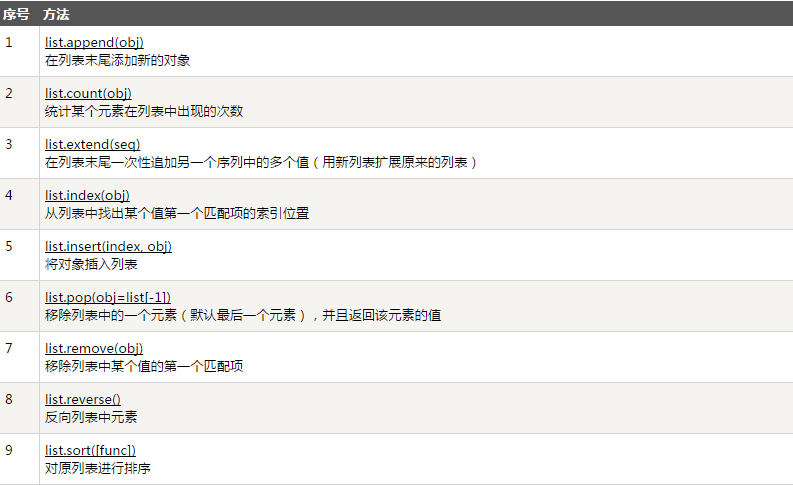 序号 方法
1 list.append(obj)
在列表末尾添加新的对象
2 list.count(obj)
统计某个元素在列表中出现的次数
3 list.extend(seq)
在列表末尾一次性追加另一个序列中的多个值（用新列表扩展原来的列表）
4 list.index(obj)
从列表中找出某个值第一个匹配项的索引位置
5 list.insert(index, obj)
将对象插入列表
6 list.pop(obj=list[-1])
移除列表中的一个元素（默认最后一个元素），并且返回该元素的值
7 list.remove(obj)
移除列表中某个值的第一个匹配项
8 list.reverse()
反向列表中元素
9 list.sort([func])
对原列表进行排序